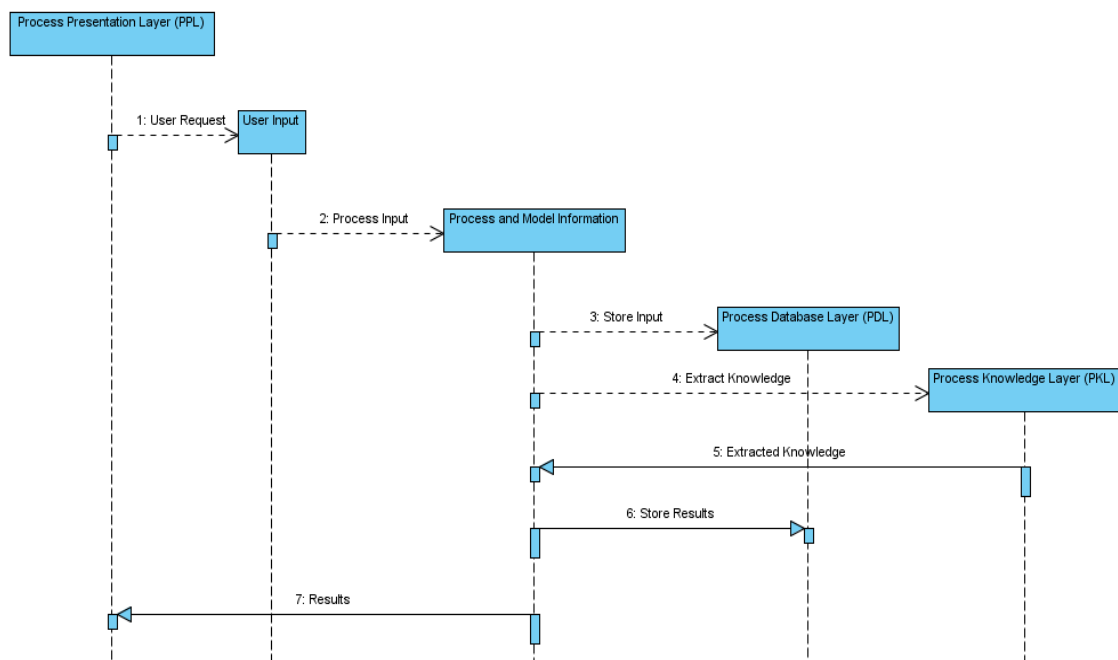 Process Presentation Layer (PPL)
1: User Request
User Input
2: Process Input
Process and Model Information
3: Store Input
Process Database Layer (PDL)
4: Extract Knowledge
Process Knowledge Layer (PKL)
5: Extracted Knowledge
6: Store Results
7: Results